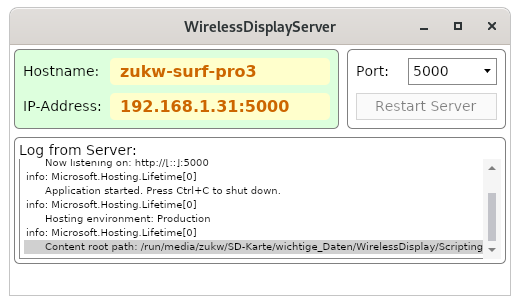 WirelessDisplayServer
Hostname: zukw-surf-pro3
IP-Address: 192.168.1.31:5000
Port: 5000
Restart Server
Log from Server:
Now listening on: http://[::]:5000
info: Microsoft.Hosting.Lifetime[0]
Application started. Press Ctrl+C to shut down.
info: Microsoft.Hosting.Lifetime[0]
Hosting environment: Production
info: Microsoft.Hosting.Lifetime[0]
Content root path: /run/media/zukw/SD-Karte/wichtige_Daten/WirelessDisplay/Scripting